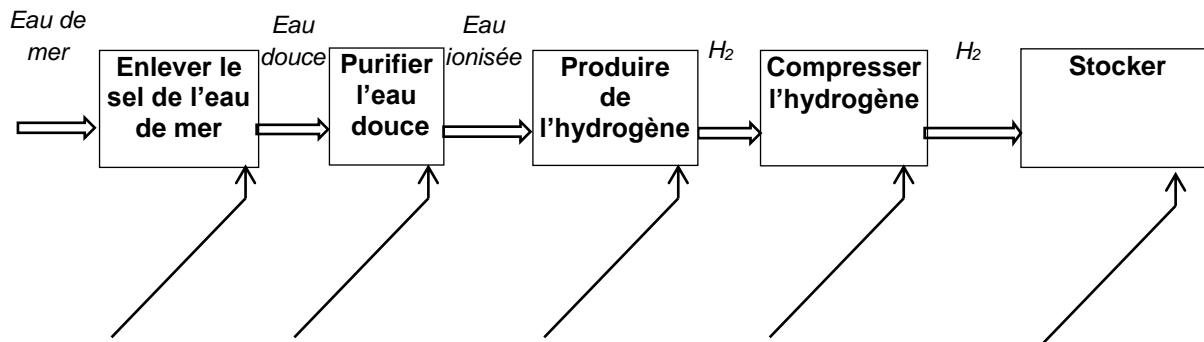 Eau de
mer
Enlever le
sel de l'eau
de mer
Eau
douce
Purifier
l'eau
douce
Eau
ionisée
Produire
de
l'hydrogène
H2
Compresser
l'hydrogène
H2
Stocker